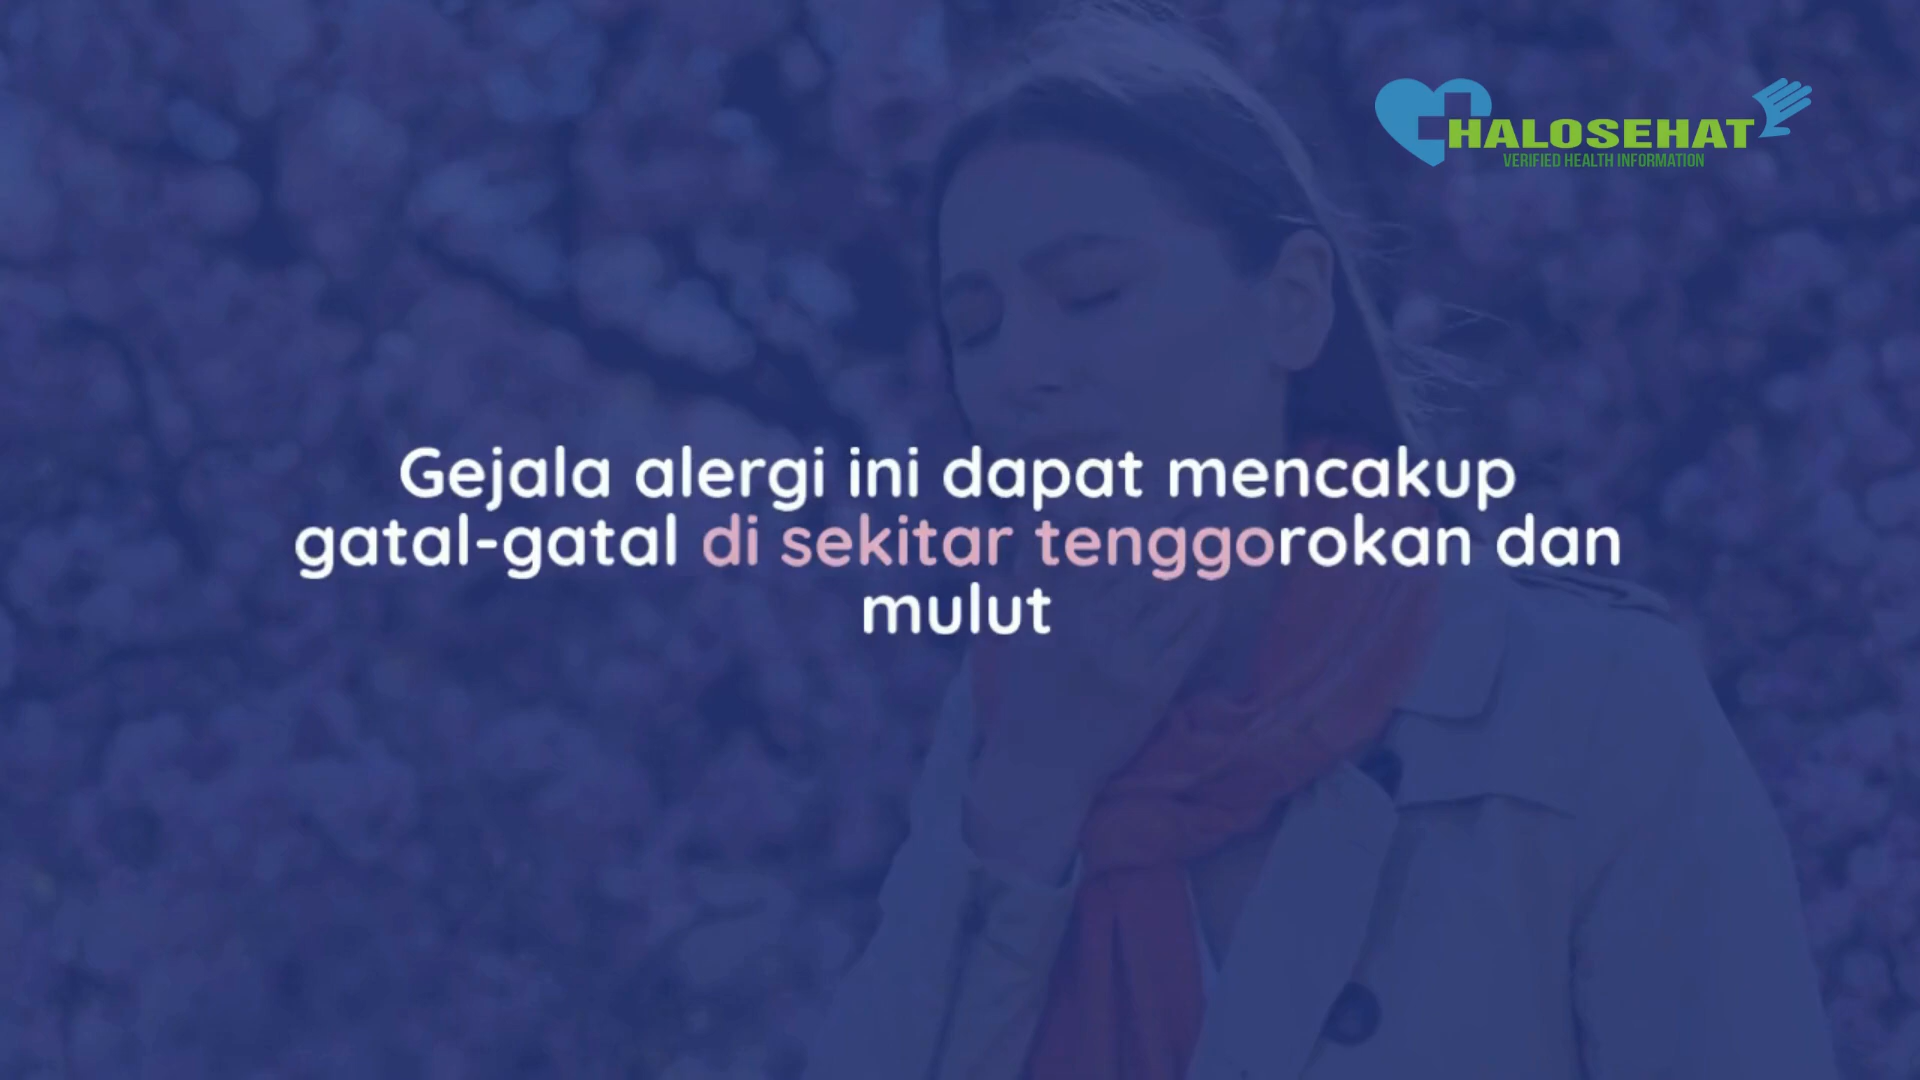 HALOSEHAT
VERIFIED HEALTH INFORMATION
Gejala alergi ini dapat mencakup
gatal-gatal di sekitar tenggorokan dan
mulut